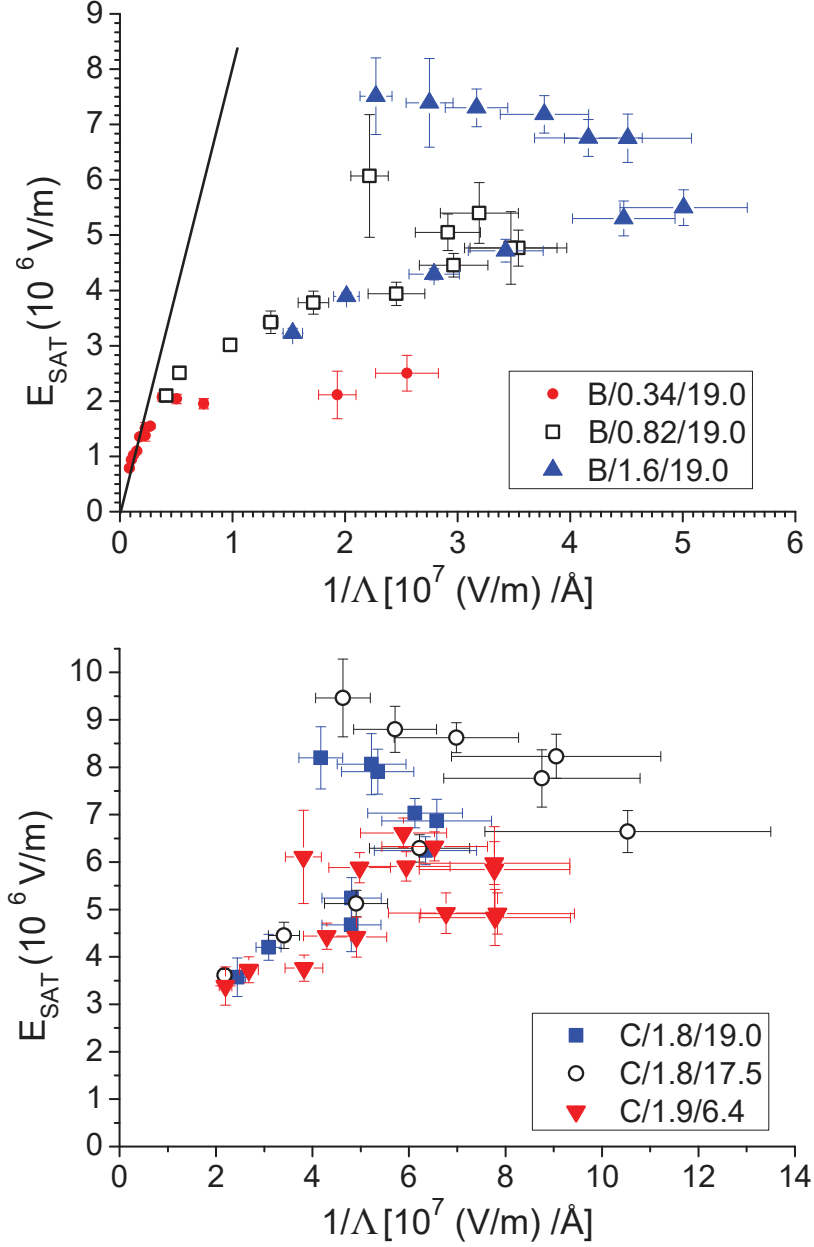 9
8
7
6
5
4
3
2
1
0
E_SAT (10^6 V/m)
B/0.34/19.0
B/0.82/19.0
B/1.6/19.0
0 1 2 3 4 5 6
1/Λ [10^7 (V/m) /Å]
10
9
8
7
6
5
4
3
2
1
0
E_SAT (10^6 V/m)
C/1.8/19.0
C/1.8/17.5
C/1.9/6.4
0 2 4 6 8 10 12 14
1/Λ [10^7 (V/m) /Å]